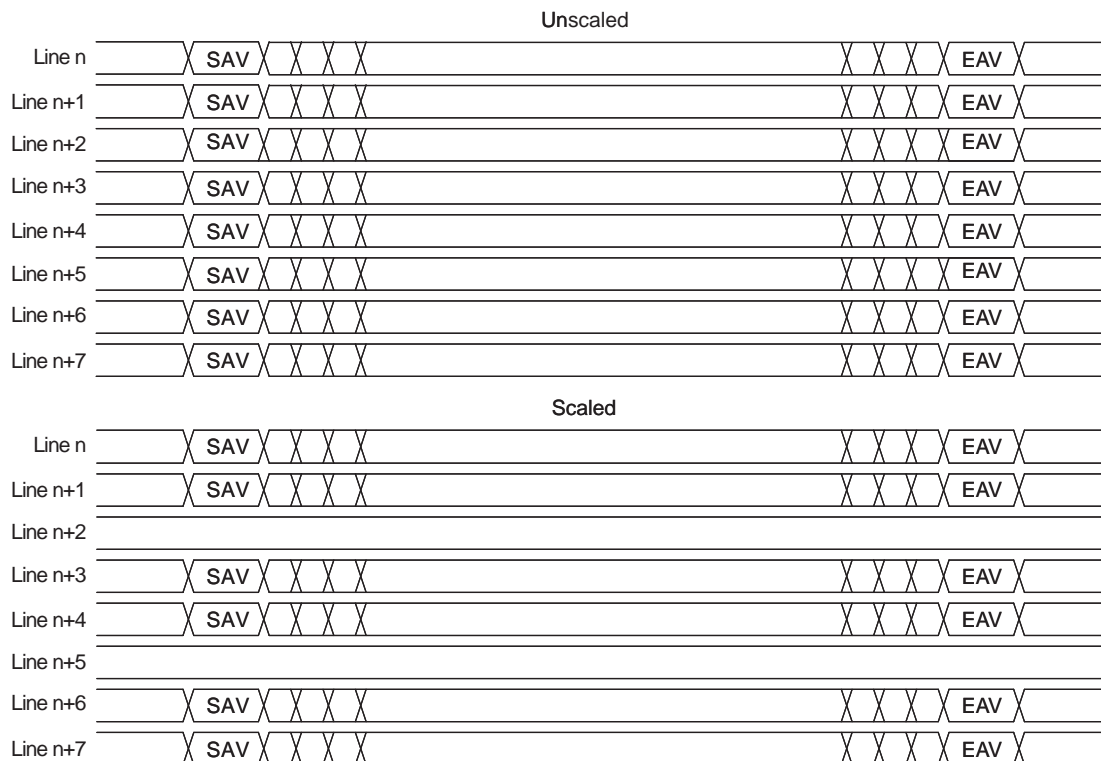 Unscaled
Line n SAV EAV
Line n+1 SAV EAV
Line n+2 SAV EAV
Line n+3 SAV EAV
Line n+4 SAV EAV
Line n+5 SAV EAV
Line n+6 SAV EAV
Line n+7 SAV EAV
Scaled
Line n SAV EAV
Line n+1 SAV EAV
Line n+2
Line n+3 SAV EAV
Line n+4 SAV EAV
Line n+5
Line n+6 SAV EAV
Line n+7 SAV EAV